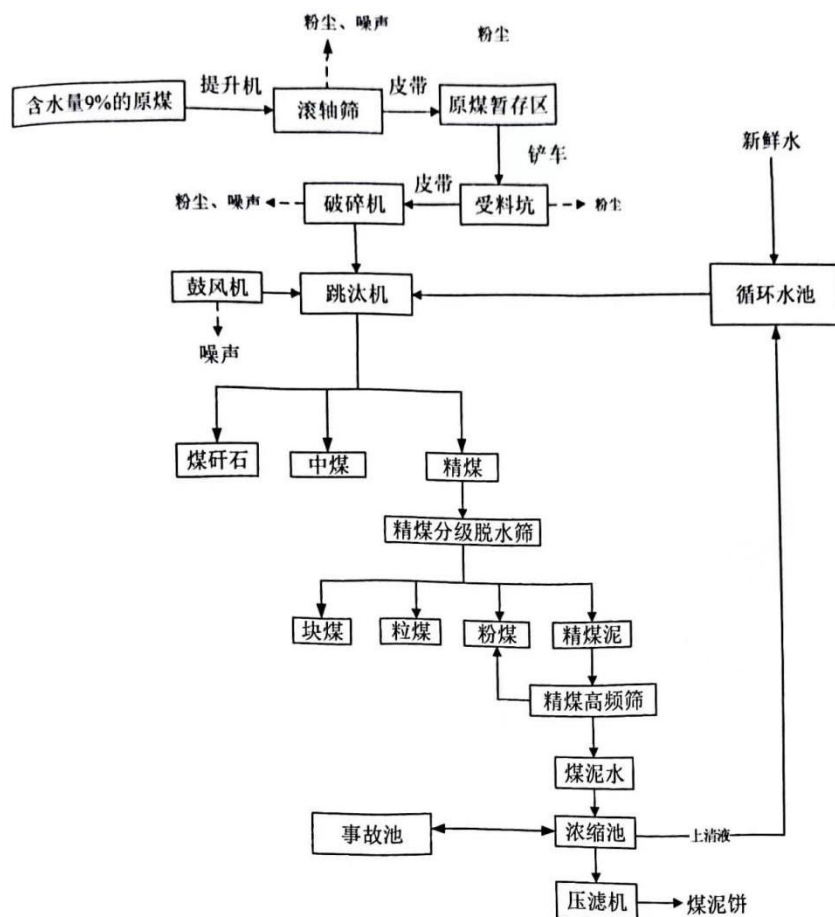 粉尘、噪声
粉尘
提升机
皮带
含水量9%的原煤
滚轴筛
原煤暂存区
铲车
新鲜水
皮带
粉尘、噪声
破碎机
受料坑
粉尘
鼓风机
跳汰机
循环水池
噪声
煤矸石
中煤
精煤
精煤分级脱水筛
块煤
粒煤
粉煤
精煤泥
精煤高频筛
煤泥水
事故池
浓缩池
上清液
压滤机
煤泥饼